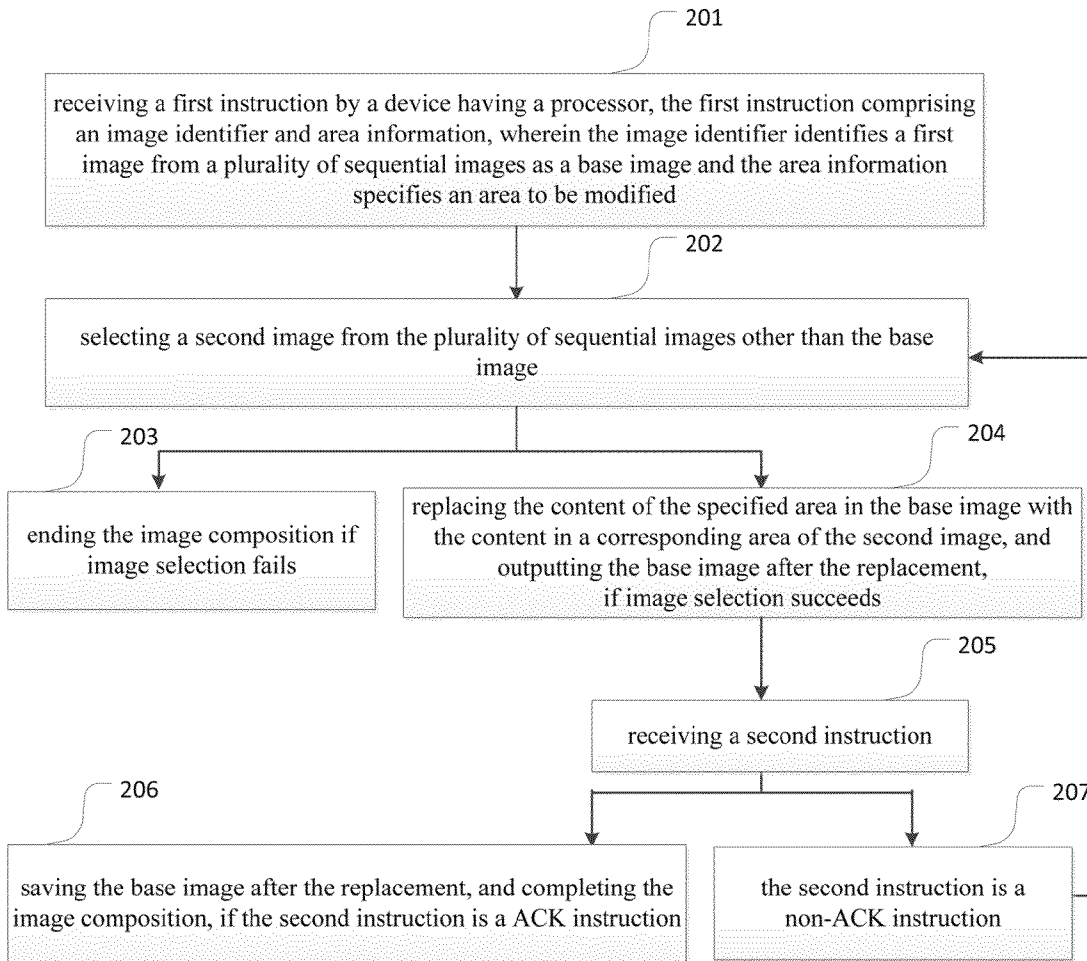 201
receiving a first instruction by a device having a processor, the first instruction comprising
an image identifier and area information, wherein the image identifier identifies a first
image from a plurality of sequential images as a base image and the area information
specifies an area to be modified
202
selecting a second image from the plurality of sequential images other than the base
image
203
ending the image composition if
image selection fails
204
replacing the content of the specified area in the base image with
the content in a corresponding area of the second image, and
outputting the base image after the replacement,
if image selection succeeds
205
receiving a second instruction
206
saving the base image after the replacement, and completing the
image composition, if the second instruction is a ACK instruction
207
the second instruction is a
non-ACK instruction